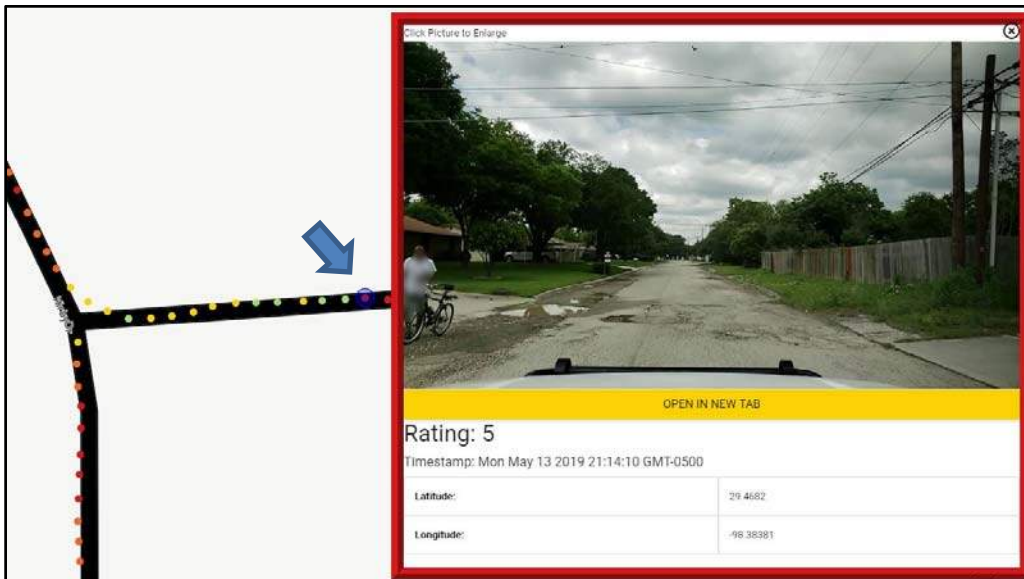 Click Picture to Enlarge
OPEN IN NEW TAB
Rating: 5
Timestamp: Mon May 13 2019 21:14:10 GMT-0500
Latitude: 29.4682
Longitude: -98.38381